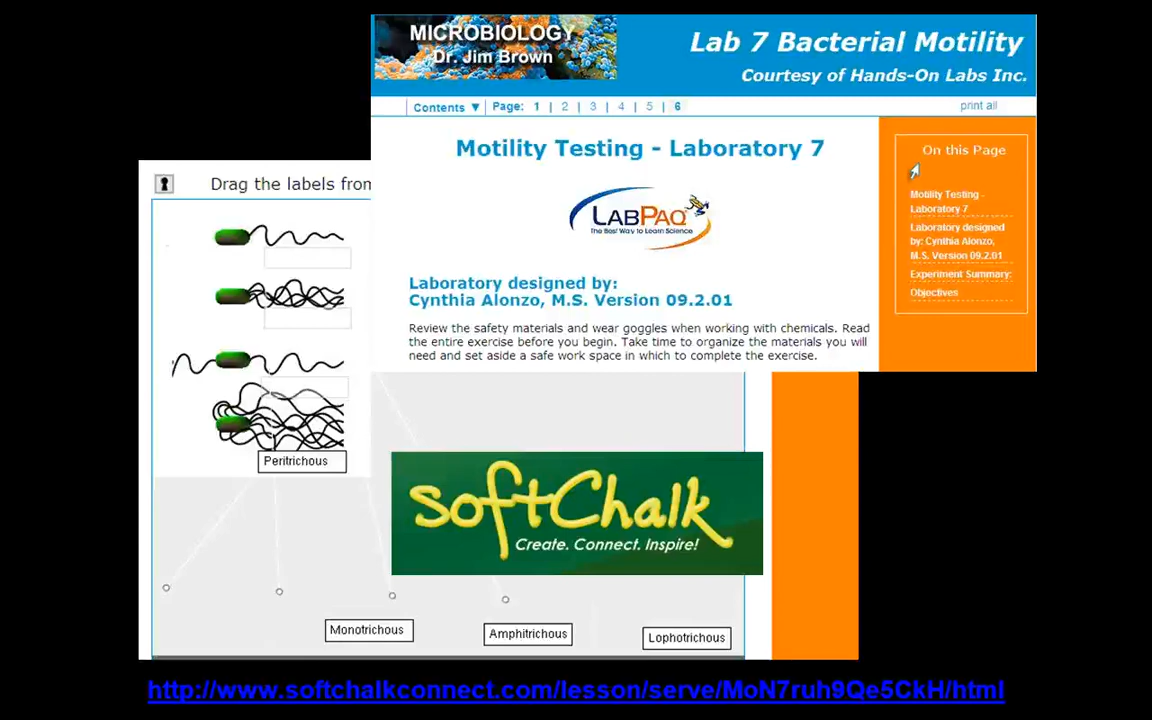 MICROBIOLOGY
Dr. Jim Brown
Lab 7 Bacterial Motility
Courtesy of Hands-On Labs Inc.
Contents ▼ Page: 1 | 2 | 3 | 4 | 5 | 6
print all
Motility Testing - Laboratory 7
LABPAQ
The Best Way to Learn Science
Laboratory designed by:
Cynthia Alonzo, M.S. Version 09.2.01
Review the safety materials and wear goggles when working with chemicals. Read
the entire exercise before you begin. Take time to organize the materials you will
need and set aside a safe work space in which to complete the exercise.
On this Page
Motility Testing -
Laboratory 7
Laboratory designed
by: Cynthia Alonzo,
M.S. Version 09.2.01
Experiment Summary:
Objectives
Drag the labels from
Peritrichous
softChalk
Create. Connect. Inspire!
Monotrichous
Amphitrichous
Lophotrichous
http://www.softchalkconnect.com/lesson/serve/MoN7ruh9Qe5CkH/html